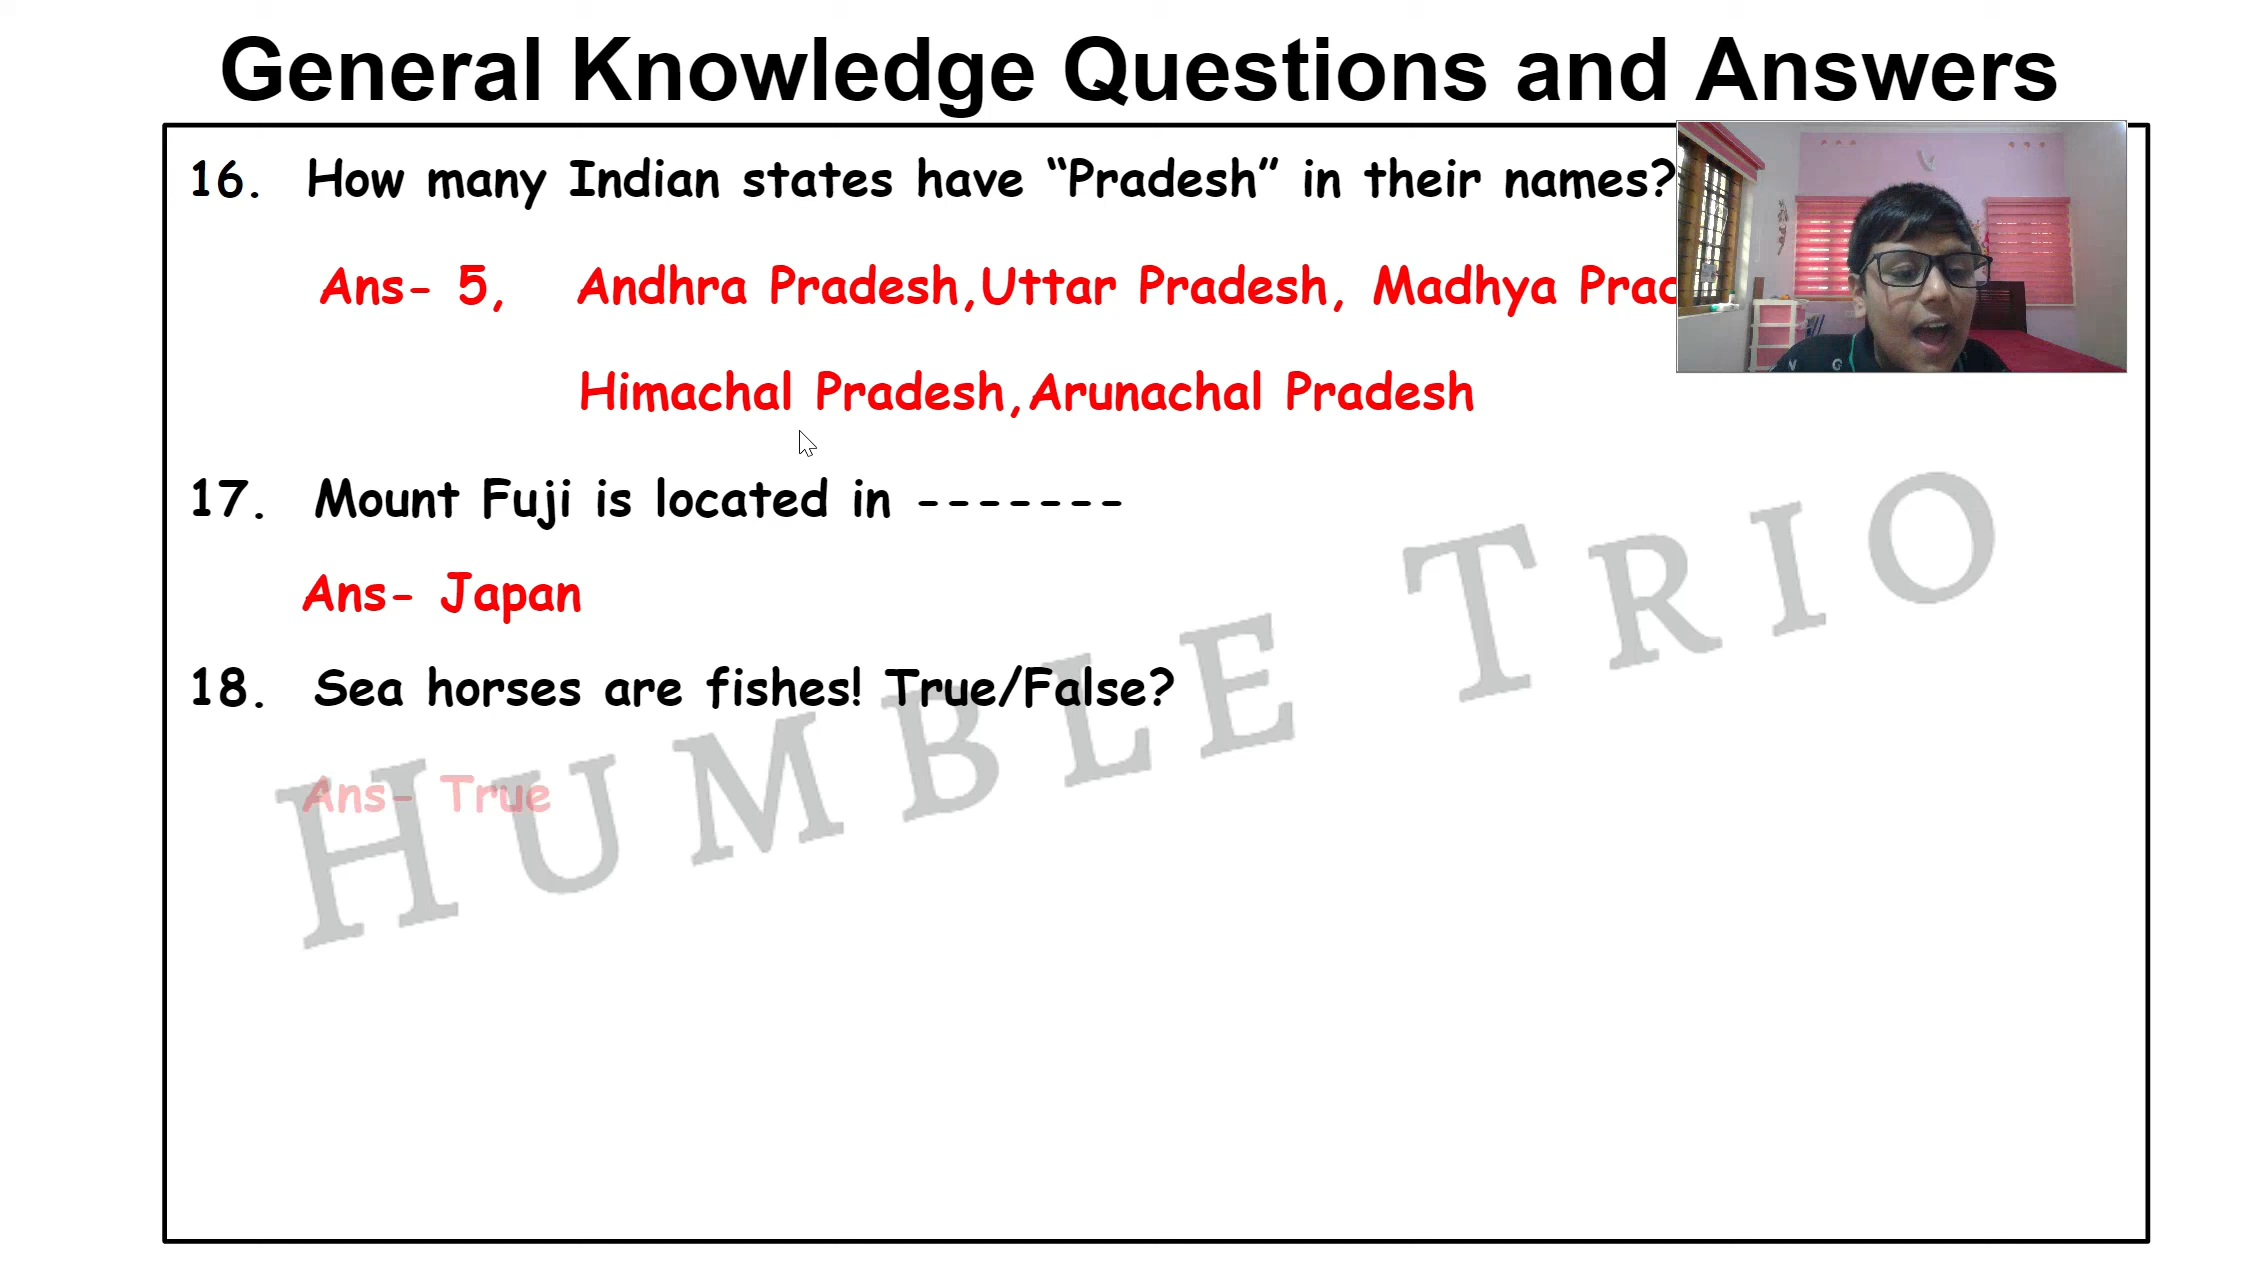 General Knowledge Questions and Answers
16. How many Indian states have “Pradesh” in their names?
Ans- 5, Andhra Pradesh,Uttar Pradesh, Madhya
Himachal Pradesh,Arunachal Pradesh
17. Mount Fuji is located in -------
Ans- Japan
18. Sea horses are fishes! True/False?
Ans- True
HUMBLE TRIO